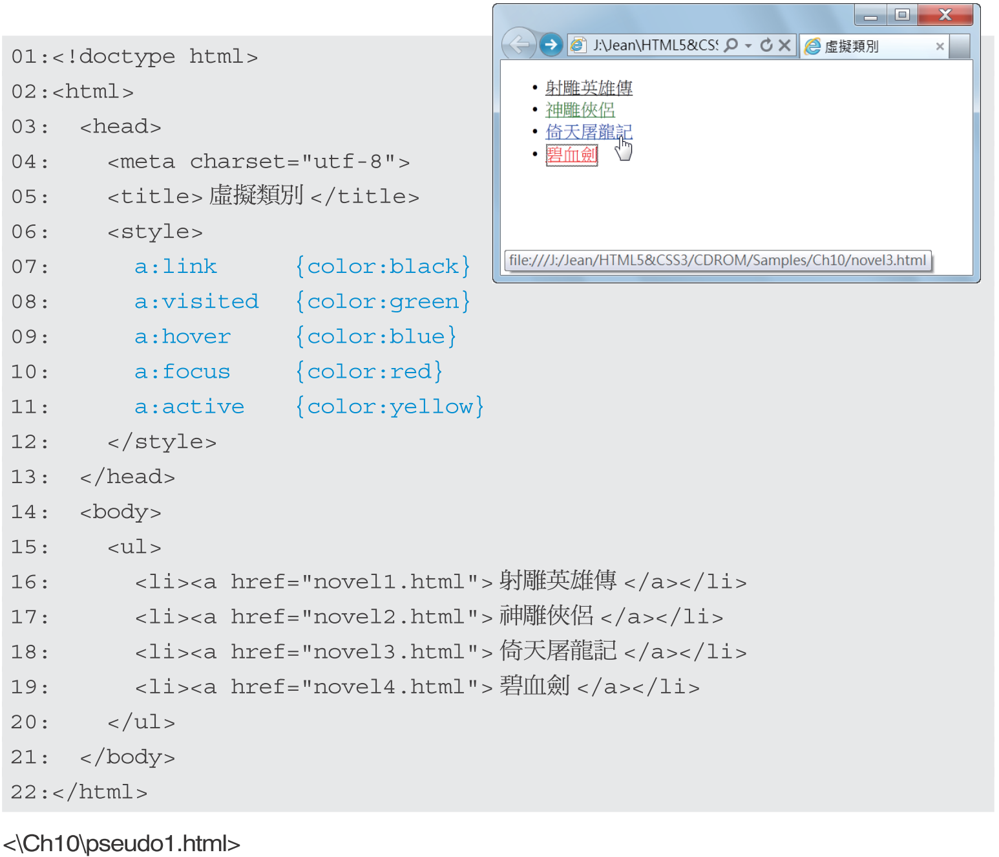 J:\Jean\HTML5&CSS
虛擬類別
• 射雕英雄傳
• 神雕俠侶
• 倚天屠龍記
• 碧血劍
file:///J:/Jean/HTML5&CSS3/CDROM/Samples/Ch10/novel3.html
01:<!doctype html>
02:<html>
03:  <head>
04:    <meta charset="utf-8">
05:    <title>虛擬類別</title>
06:    <style>
07:      a:link      {color:black}
08:      a:visited   {color:green}
09:      a:hover     {color:blue}
10:      a:focus     {color:red}
11:      a:active    {color:yellow}
12:    </style>
13:  </head>
14:  <body>
15:    <ul>
16:      <li><a href="novel1.html">射雕英雄傳</a></li>
17:      <li><a href="novel2.html">神雕俠侶</a></li>
18:      <li><a href="novel3.html">倚天屠龍記</a></li>
19:      <li><a href="novel4.html">碧血劍</a></li>
20:    </ul>
21:  </body>
22:</html>
<\Ch10\pseudo1.html>